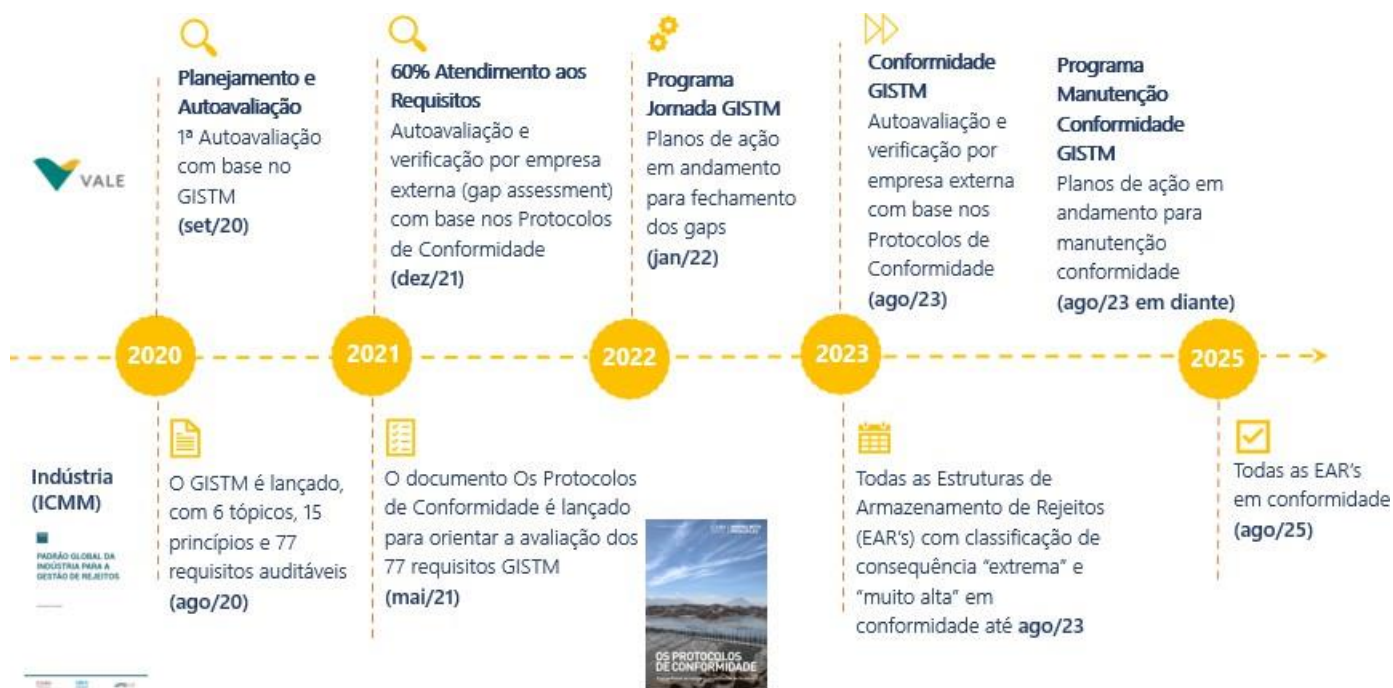 Planejamento e
Autoavaliação
1ª Autoavaliação
com base no
GISTM
(set/20)
60% Atendimento aos
Requisitos
Autoavaliação e
verificação por empresa
externa (gap assessment)
com base nos Protocolos
de Conformidade
(dez/21)
Programa
Jornada GISTM
Planos de ação
em andamento
para fechamento
dos gaps
(jan/22)
Conformidade
GISTM
Autoavaliação e
verificação por
empresa externa
com base nos
Protocolos de
Conformidade
(ago/23)
Programa
Manutenção
Conformidade
GISTM
Planos de ação em
andamento para
manutenção
conformidade
(ago/23 em diante)
VALE
2020
2021
2022
2023
2025
Indústria
(ICMM)
PADRÃO GLOBAL DA
INDÚSTRIA PARA A
GESTÃO DE REJEITOS
O GISTM é lançado,
com 6 tópicos, 15
princípios e 77
requisitos auditáveis
(ago/20)
O documento Os Protocolos
de Conformidade é lançado
para orientar a avaliação dos
77 requisitos GISTM
(mai/21)
OS PROTOCOLOS
DE CONFORMIDADE
Todas as Estruturas de
Armazenamento de Rejeitos
(EAR's) com classificação de
consequência “extrema” e
“muito alta” em
conformidade até ago/23
Todas as EAR's
em conformidade
(ago/25)